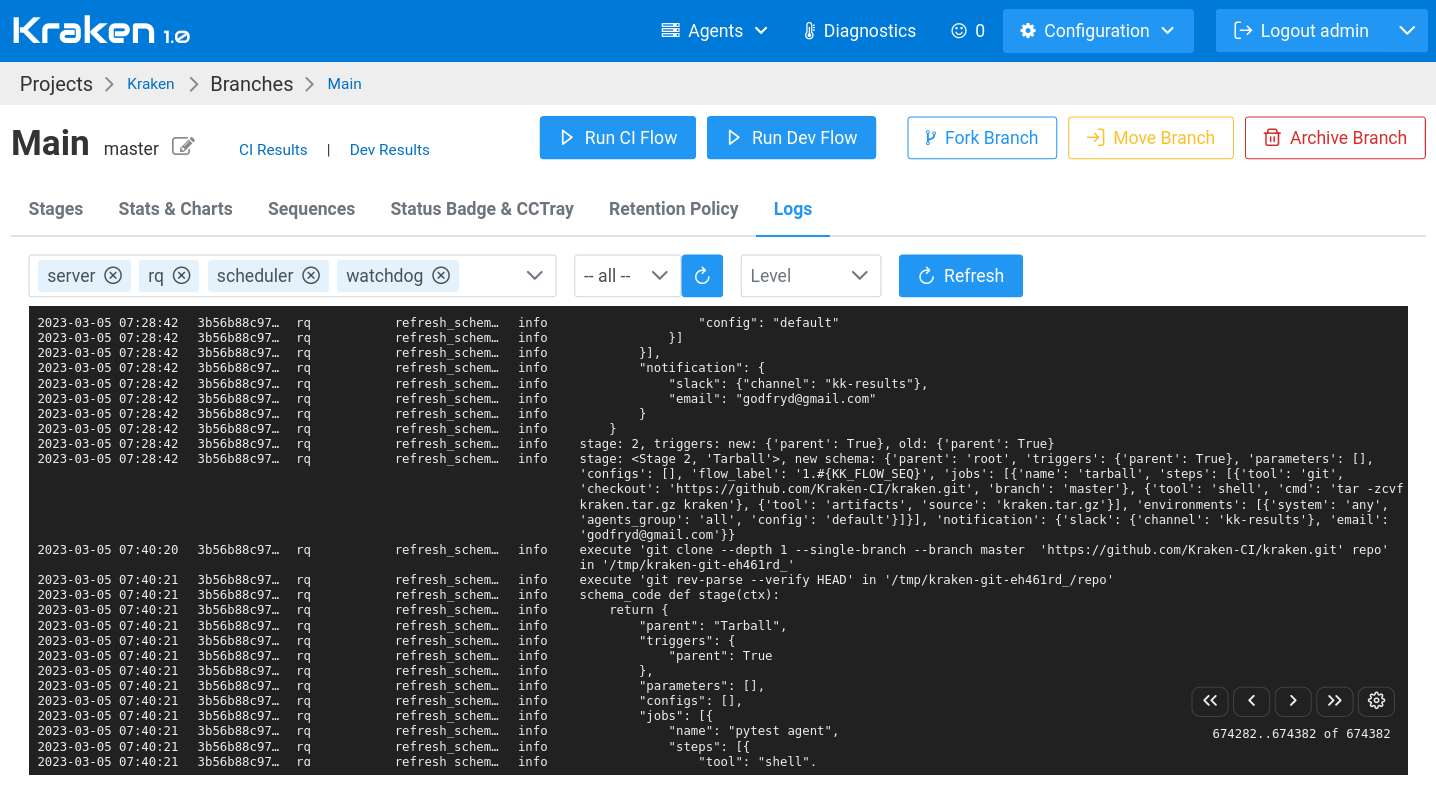 Kraken 1.0 Agents Diagnostics 0 Configuration Logout admin
Projects Kraken Branches Main
Main master CI Results | Dev Results Run CI Flow Run Dev Flow Fork Branch Move Branch Archive Branch
Stages Stats & Charts Sequences Status Badge & CCTray Retention Policy Logs
server rq scheduler watchdog -- all -- Level Refresh
2023-03-05 07:28:42 3b56b88c97… rq refresh_schem… info "config": "default"
2023-03-05 07:28:42 3b56b88c97… rq refresh_schem… info }]
2023-03-05 07:28:42 3b56b88c97… rq refresh_schem… info }],
2023-03-05 07:28:42 3b56b88c97… rq refresh_schem… info "notification": {
2023-03-05 07:28:42 3b56b88c97… rq refresh_schem… info "slack": {"channel": "kk-results"},
2023-03-05 07:28:42 3b56b88c97… rq refresh_schem… info "email": "godfryd@gmail.com"
2023-03-05 07:28:42 3b56b88c97… rq refresh_schem… info }
2023-03-05 07:28:42 3b56b88c97… rq refresh_schem… info }
2023-03-05 07:28:42 3b56b88c97… rq refresh_schem… info stage: 2, triggers: new: {'parent': True}, old: {'parent': True}
2023-03-05 07:28:42 3b56b88c97… rq refresh_schem… info stage: <Stage 2, 'Tarball'>, new schema: {'parent': 'root', 'triggers': {'parent': True}, 'parameters': [],
'configs': [], 'flow_label': '1.#{KK_FLOW_SEQ}', 'jobs': [{'name': 'tarball', 'steps': [{'tool': 'git',
'checkout': 'https://github.com/Kraken-CI/kraken.git', 'branch': 'master'}, {'tool': 'shell', 'cmd': 'tar -zcvf
kraken.tar.gz kraken'}, {'tool': 'artifacts', 'source': 'kraken.tar.gz'}], 'environments': [{'system': 'any',
'agents_group': 'all', 'config': 'default'}]}], 'notification': {'slack': {'channel': 'kk-results'}, 'email':
'godfryd@gmail.com'}}
2023-03-05 07:40:20 3b56b88c97… rq refresh_schem… info execute 'git clone --depth 1 --single-branch --branch master  'https://github.com/Kraken-CI/kraken.git' repo'
in '/tmp/kraken-git-eh461rd_'
2023-03-05 07:40:21 3b56b88c97… rq refresh_schem… info execute 'git rev-parse --verify HEAD' in '/tmp/kraken-git-eh461rd_/repo'
2023-03-05 07:40:21 3b56b88c97… rq refresh_schem… info schema_code def stage(ctx):
2023-03-05 07:40:21 3b56b88c97… rq refresh_schem… info return {
2023-03-05 07:40:21 3b56b88c97… rq refresh_schem… info "parent": "Tarball",
2023-03-05 07:40:21 3b56b88c97… rq refresh_schem… info "triggers": {
2023-03-05 07:40:21 3b56b88c97… rq refresh_schem… info "parent": True
2023-03-05 07:40:21 3b56b88c97… rq refresh_schem… info },
2023-03-05 07:40:21 3b56b88c97… rq refresh_schem… info "parameters": [],
2023-03-05 07:40:21 3b56b88c97… rq refresh_schem… info "configs": [],
2023-03-05 07:40:21 3b56b88c97… rq refresh_schem… info "jobs": [{
2023-03-05 07:40:21 3b56b88c97… rq refresh_schem… info "name": "pytest agent",
2023-03-05 07:40:21 3b56b88c97… rq refresh_schem… info "steps": [{
2023-03-05 07:40:21 3b56b88c97… rq refresh_schem… info "tool": "shell",
674282..674382 of 674382